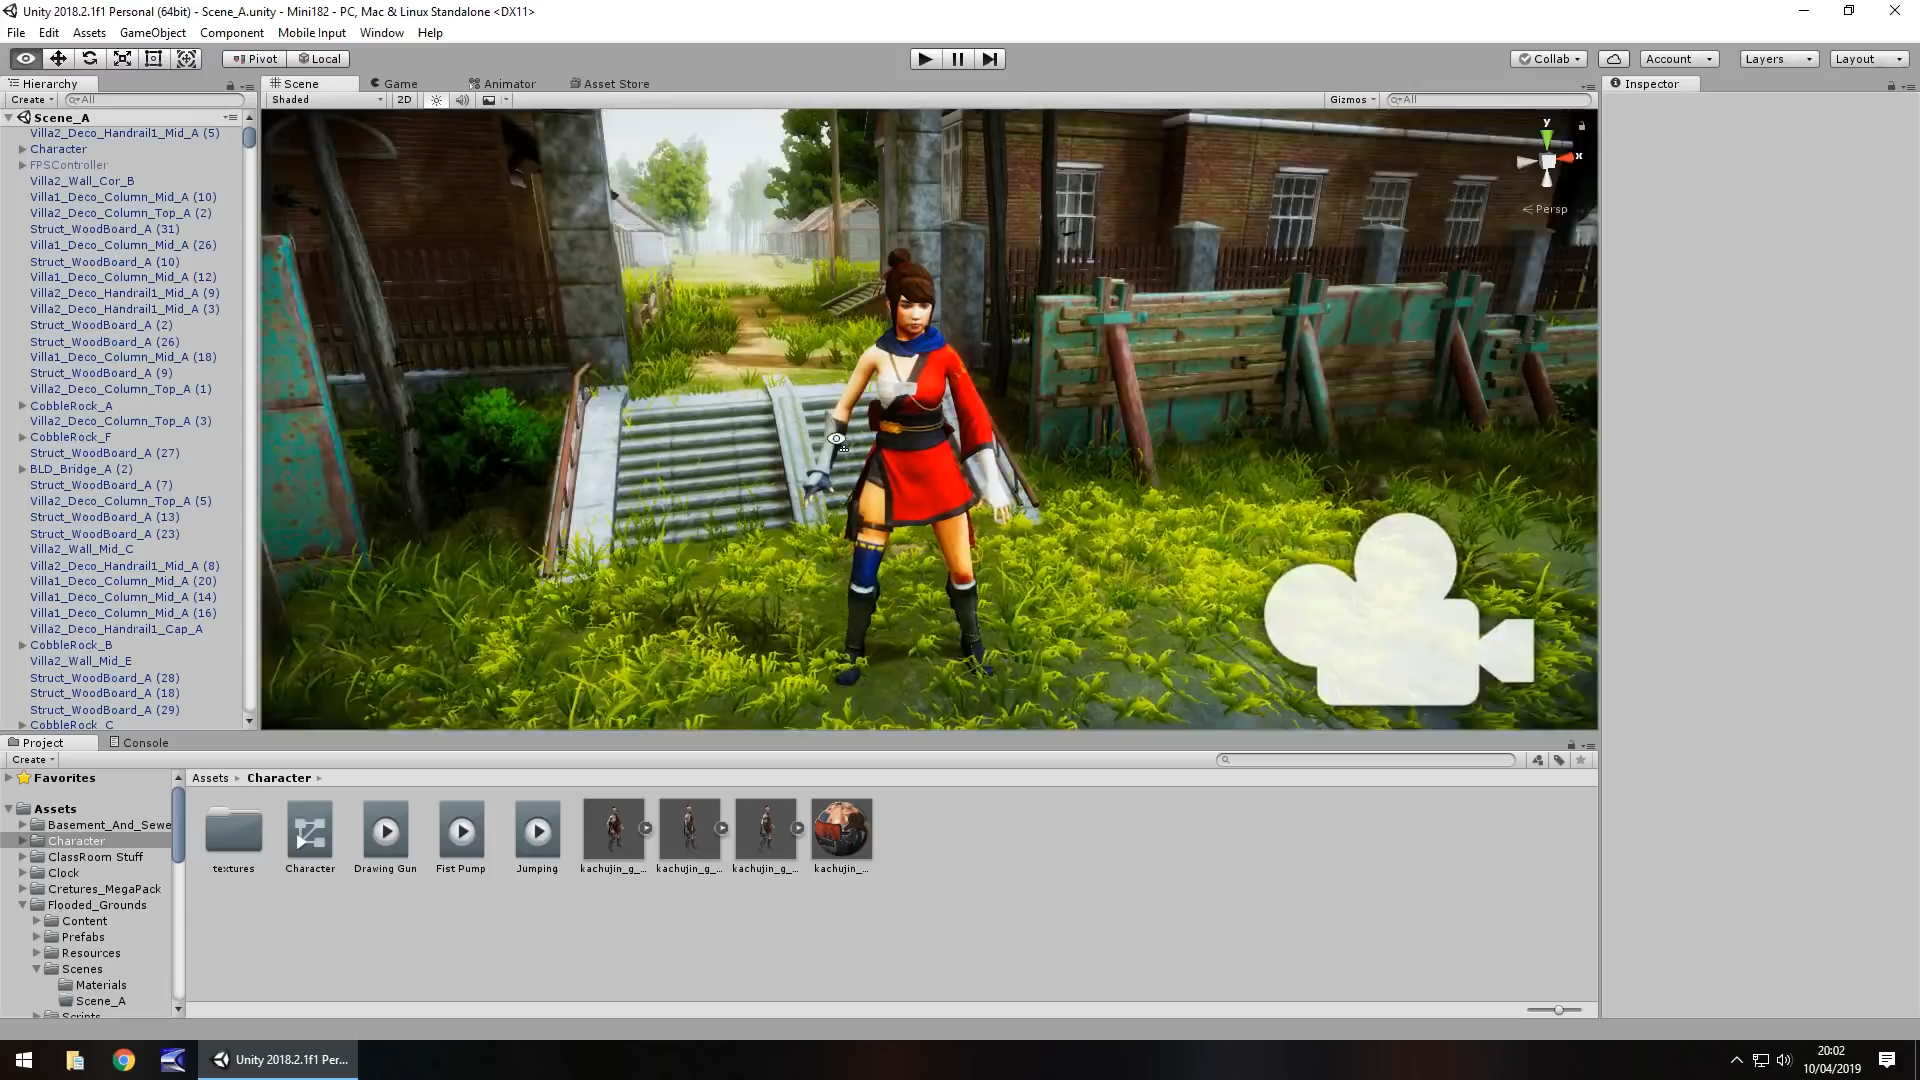 Unity 2018.2.1f1 Personal (64bit) - Scene_A.unity - Mini182 - PC, Mac & Linux Standalone <DX11>
File Edit Assets GameObject Component Mobile Input Window Help
Pivot Local Collab Account Layers Layout
Hierarchy Scene Game Animator Asset Store Inspector
Create All Shaded 2D Gizmos All
Scene_A
Villa2_Deco_Handrail1_Mid_A (5)
Character
FPSController
Villa2_Wall_Cor_B
Villa1_Deco_Column_Mid_A (10)
Villa2_Deco_Column_Top_A (2)
Struct_WoodBoard_A (31)
Villa1_Deco_Column_Mid_A (26)
Struct_WoodBoard_A (10)
Villa1_Deco_Column_Mid_A (12)
Villa2_Deco_Handrail1_Mid_A (9)
Villa2_Deco_Handrail1_Mid_A (3)
Struct_WoodBoard_A (2)
Struct_WoodBoard_A (26)
Villa1_Deco_Column_Mid_A (18)
Struct_WoodBoard_A (9)
Villa2_Deco_Column_Top_A (1)
CobbleRock_A
Villa2_Deco_Column_Top_A (3)
CobbleRock_F
Struct_WoodBoard_A (27)
BLD_Bridge_A (2)
Struct_WoodBoard_A (7)
Villa2_Deco_Column_Top_A (5)
Struct_WoodBoard_A (13)
Struct_WoodBoard_A (23)
Villa2_Wall_Mid_C
Villa2_Deco_Handrail1_Mid_A (8)
Villa1_Deco_Column_Mid_A (20)
Villa1_Deco_Column_Mid_A (14)
Villa1_Deco_Column_Mid_A (16)
Villa2_Deco_Handrail1_Cap_A
CobbleRock_B
Villa2_Wall_Mid_E
Struct_WoodBoard_A (28)
Struct_WoodBoard_A (18)
Struct_WoodBoard_A (29)
CobbleRock_C
y
x
Persp
Project Console
Create
Favorites
Assets
Basement_And_Sewe
Character
ClassRoom Stuff
Clock
Cretures_MegaPack
Flooded_Grounds
Content
Prefabs
Resources
Scenes
Materials
Scene_A
Scripts
Assets Character
textures Character Drawing Gun Fist Pump Jumping kachujin_g_... kachujin_g_... kachujin_g_... kachujin_...
Unity 2018.2.1f1 Per...
20:02
10/04/2019